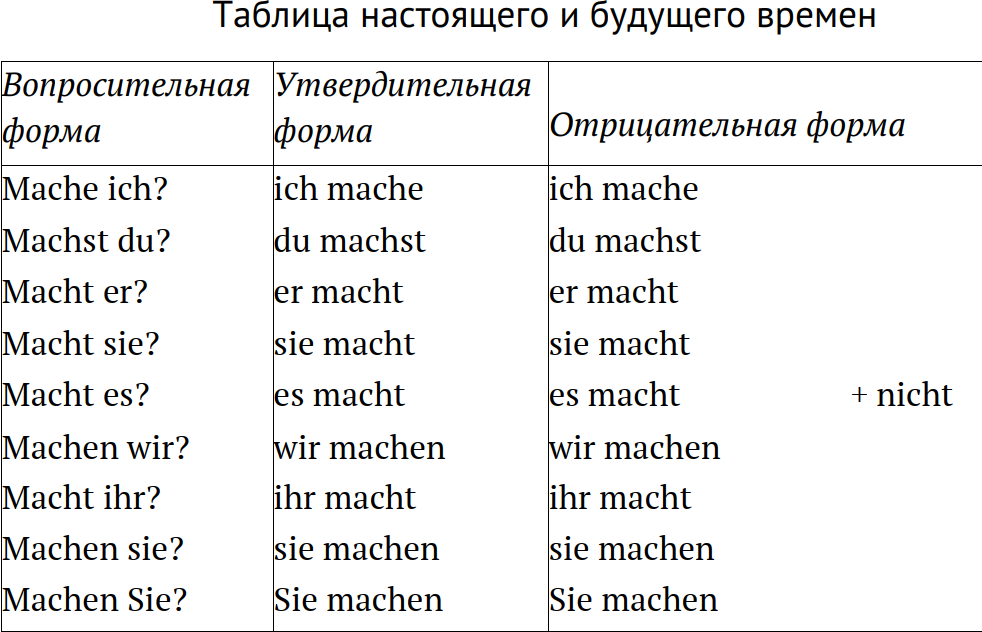 Таблица настоящего и будущего времен
Вопросительная форма Утвердительная форма Отрицательная форма
Mache ich? ich mache ich mache
Machst du? du machst du machst
Macht er? er macht er macht
Macht sie? sie macht sie macht
Macht es? es macht es macht + nicht
Machen wir? wir machen wir machen
Macht ihr? ihr macht ihr macht
Machen sie? sie machen sie machen
Machen Sie? Sie machen Sie machen